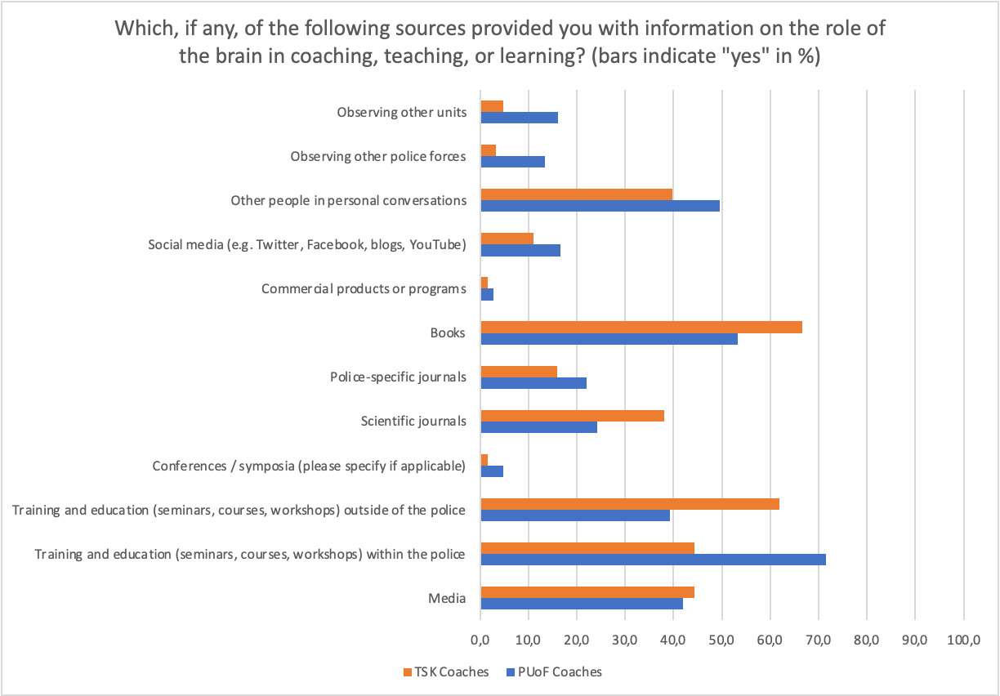 Which, if any, of the following sources provided you with information on the role of
the brain in coaching, teaching, or learning? (bars indicate "yes" in %)
Observing other units
Observing other police forces
Other people in personal conversations
Social media (e.g. Twitter, Facebook, blogs, YouTube)
Commercial products or programs
Books
Police-specific journals
Scientific journals
Conferences / symposia (please specify if applicable)
Training and education (seminars, courses, workshops) outside of the police
Training and education (seminars, courses, workshops) within the police
Media
0,0 10,0 20,0 30,0 40,0 50,0 60,0 70,0 80,0 90,0 100,0
TSK Coaches PUoF Coaches